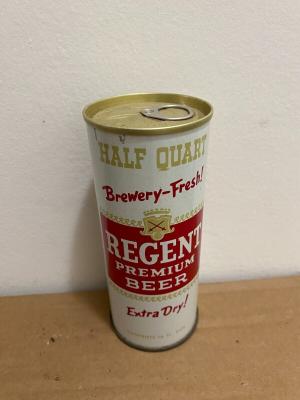 HALF QUART
Brewery-Fresh!
REGENT
PREMIUM
BEER
Extra Dry!